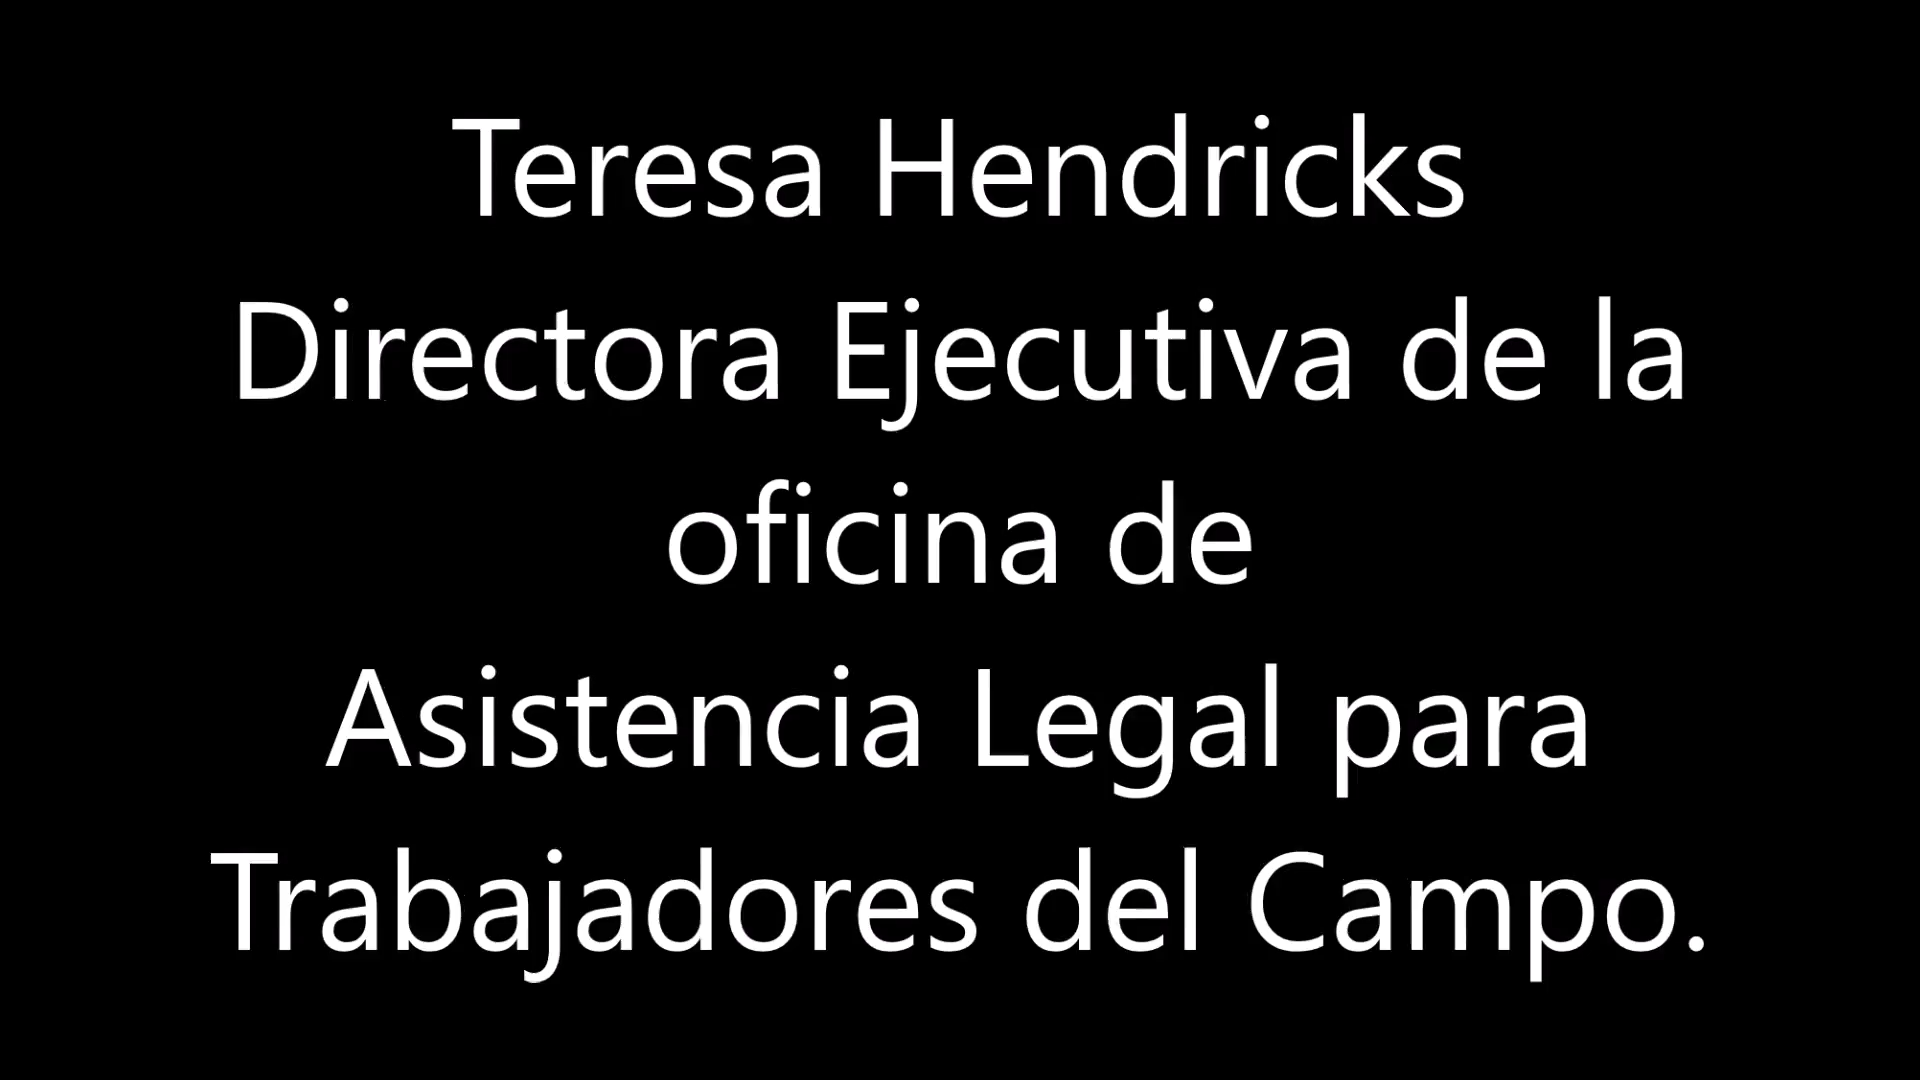 Teresa Hendricks
Directora Ejecutiva de la
oficina de
Asistencia Legal para
Trabajadores del Campo.